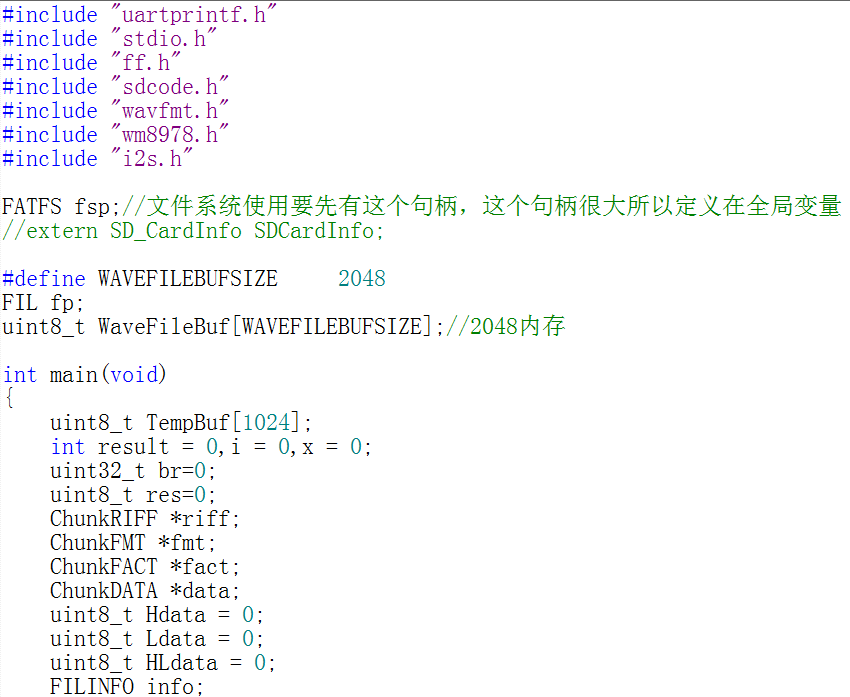 #include "uartprintf.h"
#include "stdio.h"
#include "ff.h"
#include "sdcode.h"
#include "wavfmt.h"
#include "wm8978.h"
#include "i2s.h"
FATFS fsp;//文件系统使用要先有这个句柄，这个句柄很大所以定义在全局变量
//extern SD_CardInfo SDCardInfo;
#define WAVEFILEBUFSIZE     2048
FIL fp;
uint8_t WaveFileBuf[WAVEFILEBUFSIZE];//2048内存
int main(void)
{
    uint8_t TempBuf[1024];
    int result = 0,i = 0,x = 0;
    uint32_t br=0;
    uint8_t res=0;
    ChunkRIFF *riff;
    ChunkFMT *fmt;
    ChunkFACT *fact;
    ChunkDATA *data;
    uint8_t Hdata = 0;
    uint8_t Ldata = 0;
    uint8_t HLdata = 0;
    FILINFO info;